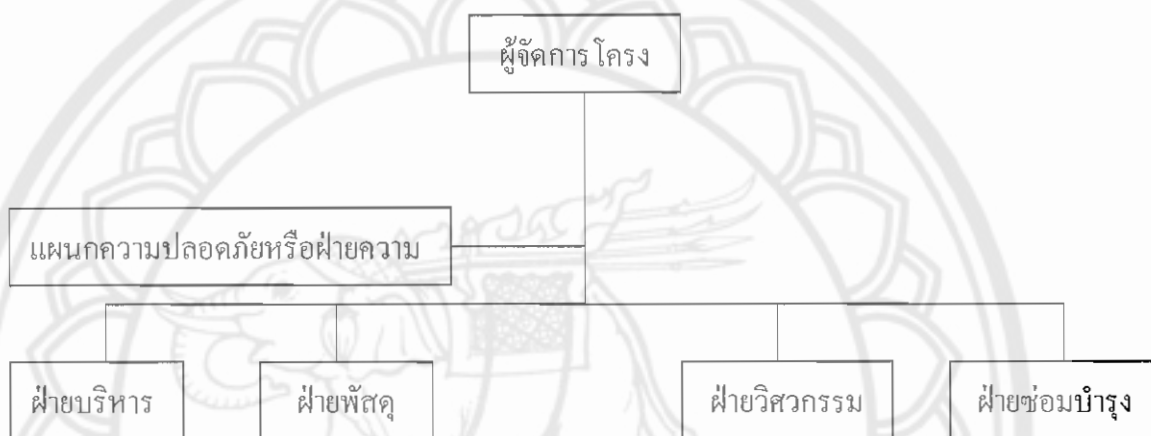 ผู้จัดการ โครง
แผนกความปลอดภัยหรือฝ่ายความ
ฝ่ายบริหาร
ฝ่ายพัสดุ
ฝ่ายวิศวกรรม
ฝ่ายซ่อมบำรุง